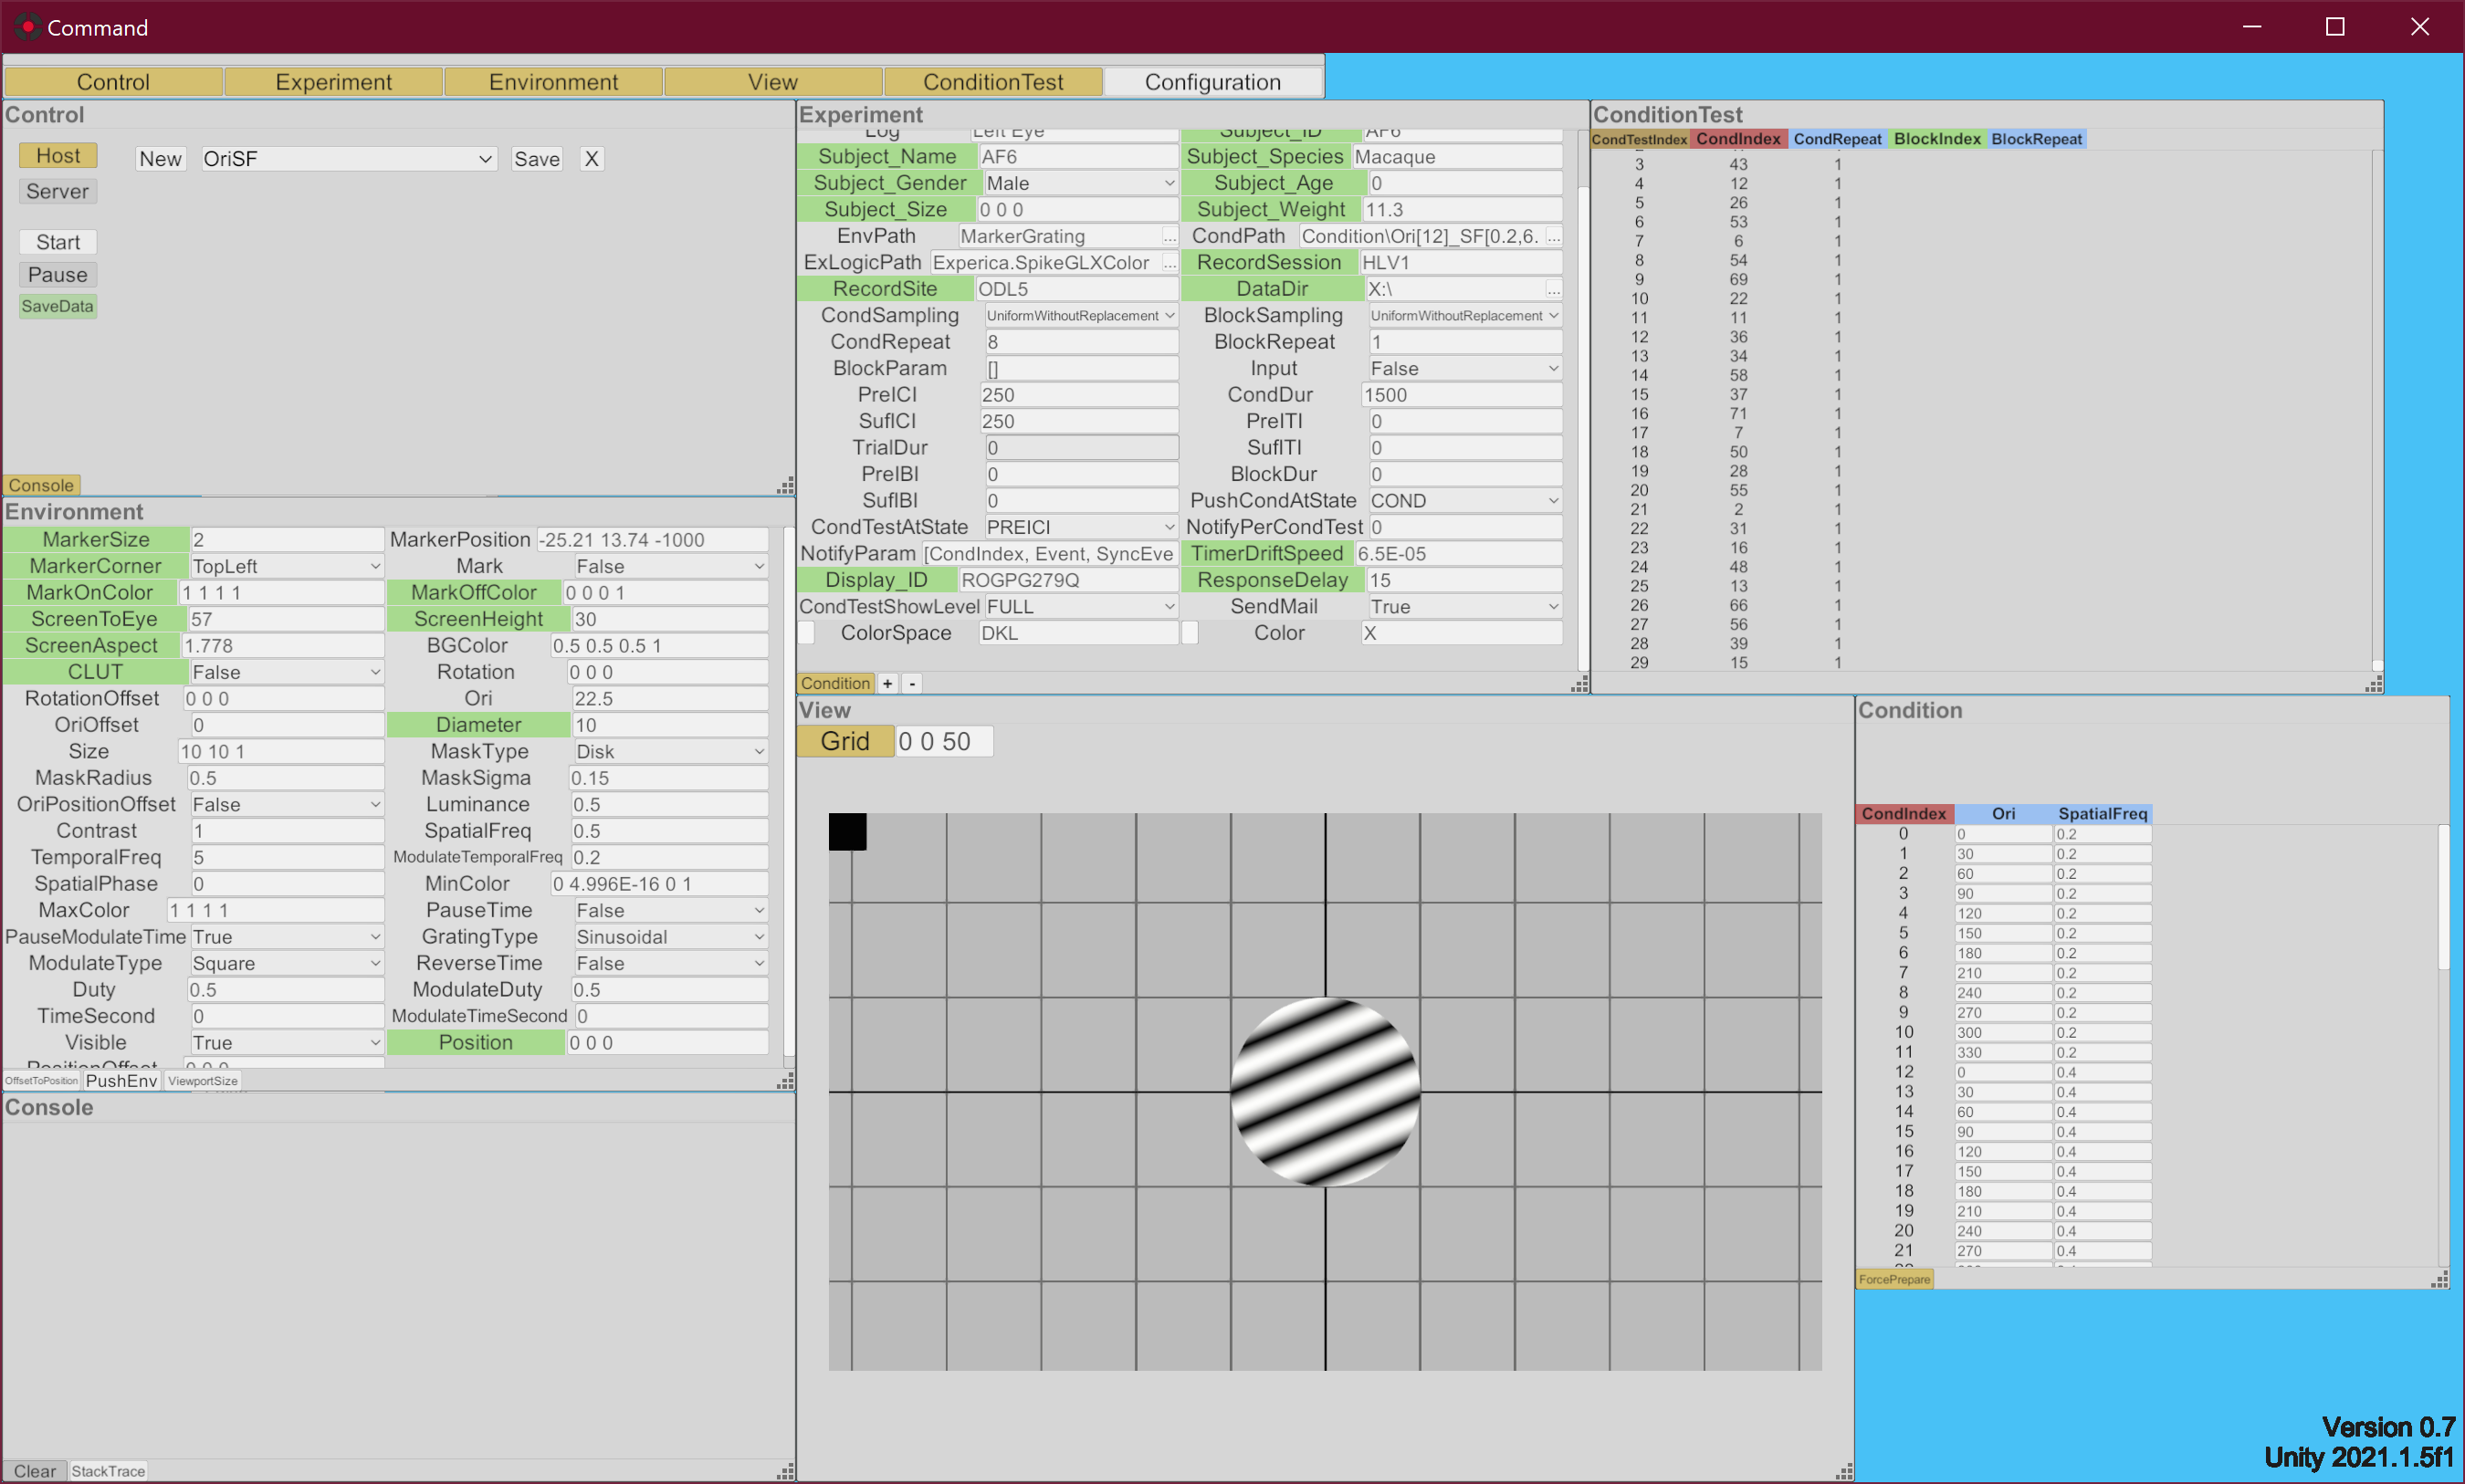 Command
Control Experiment Environment View ConditionTest Configuration
Control
Host New OriSF Save X
Server
Start
Pause
SaveData
Console
Environment
MarkerSize 2 MarkerPosition -25.21 13.74 -1000
MarkerCorner TopLeft Mark False
MarkOnColor 1 1 1 1 MarkOffColor 0 0 0 1
ScreenToEye 57 ScreenHeight 30
ScreenAspect 1.778 BGColor 0.5 0.5 0.5 1
CLUT False Rotation 0 0 0
RotationOffset 0 0 0 Ori 22.5
OriOffset 0 Diameter 10
Size 10 10 1 MaskType Disk
MaskRadius 0.5 MaskSigma 0.15
OriPositionOffset False Luminance 0.5
Contrast 1 SpatialFreq 0.5
TemporalFreq 5 ModulateTemporalFreq 0.2
SpatialPhase 0 MinColor 0 4.996E-16 0 1
MaxColor 1 1 1 1 PauseTime False
PauseModulateTime True GratingType Sinusoidal
ModulateType Square ReverseTime False
Duty 0.5 ModulateDuty 0.5
TimeSecond 0 ModulateTimeSecond 0
Visible True Position 0 0 0
PositionOffset 0 0 0
OffsetToPosition PushEnv ViewportSize
Console
Clear StackTrace
Experiment
Log Left Eye Subject_ID AF6
Subject_Name AF6 Subject_Species Macaque
Subject_Gender Male Subject_Age 0
Subject_Size 0 0 0 Subject_Weight 11.3
EnvPath MarkerGrating ... CondPath Condition\Ori[12]_SF[0.2,6. ...
ExLogicPath Experica.SpikeGLXColor ... RecordSession HLV1
RecordSite ODL5 DataDir X:\ ...
CondSampling UniformWithoutReplacement BlockSampling UniformWithoutReplacement
CondRepeat 8 BlockRepeat 1
BlockParam [] Input False
PreICI 250 CondDur 1500
SufICI 250 PreITI 0
TrialDur 0 SufITI 0
PreIBI 0 BlockDur 0
SufIBI 0 PushCondAtState COND
CondTestAtState PREICI NotifyPerCondTest 0
NotifyParam [CondIndex, Event, SyncEve TimerDriftSpeed 6.5E-05
Display_ID ROGPG279Q ResponseDelay 15
CondTestShowLevel FULL SendMail True
ColorSpace DKL Color X
Condition + -
ConditionTest
CondTestIndex CondIndex CondRepeat BlockIndex BlockRepeat
3 43 1
4 12 1
5 26 1
6 53 1
7 6 1
8 54 1
9 69 1
10 22 1
11 11 1
12 36 1
13 34 1
14 58 1
15 37 1
16 71 1
17 7 1
18 50 1
19 28 1
20 55 1
21 2 1
22 31 1
23 16 1
24 48 1
25 13 1
26 66 1
27 56 1
28 39 1
29 15 1
View
Grid 0 0 50
Condition
CondIndex Ori SpatialFreq
0 0 0.2
1 30 0.2
2 60 0.2
3 90 0.2
4 120 0.2
5 150 0.2
6 180 0.2
7 210 0.2
8 240 0.2
9 270 0.2
10 300 0.2
11 330 0.2
12 0 0.4
13 30 0.4
14 60 0.4
15 90 0.4
16 120 0.4
17 150 0.4
18 180 0.4
19 210 0.4
20 240 0.4
21 270 0.4
ForcePrepare
Version 0.7
Unity 2021.1.5f1